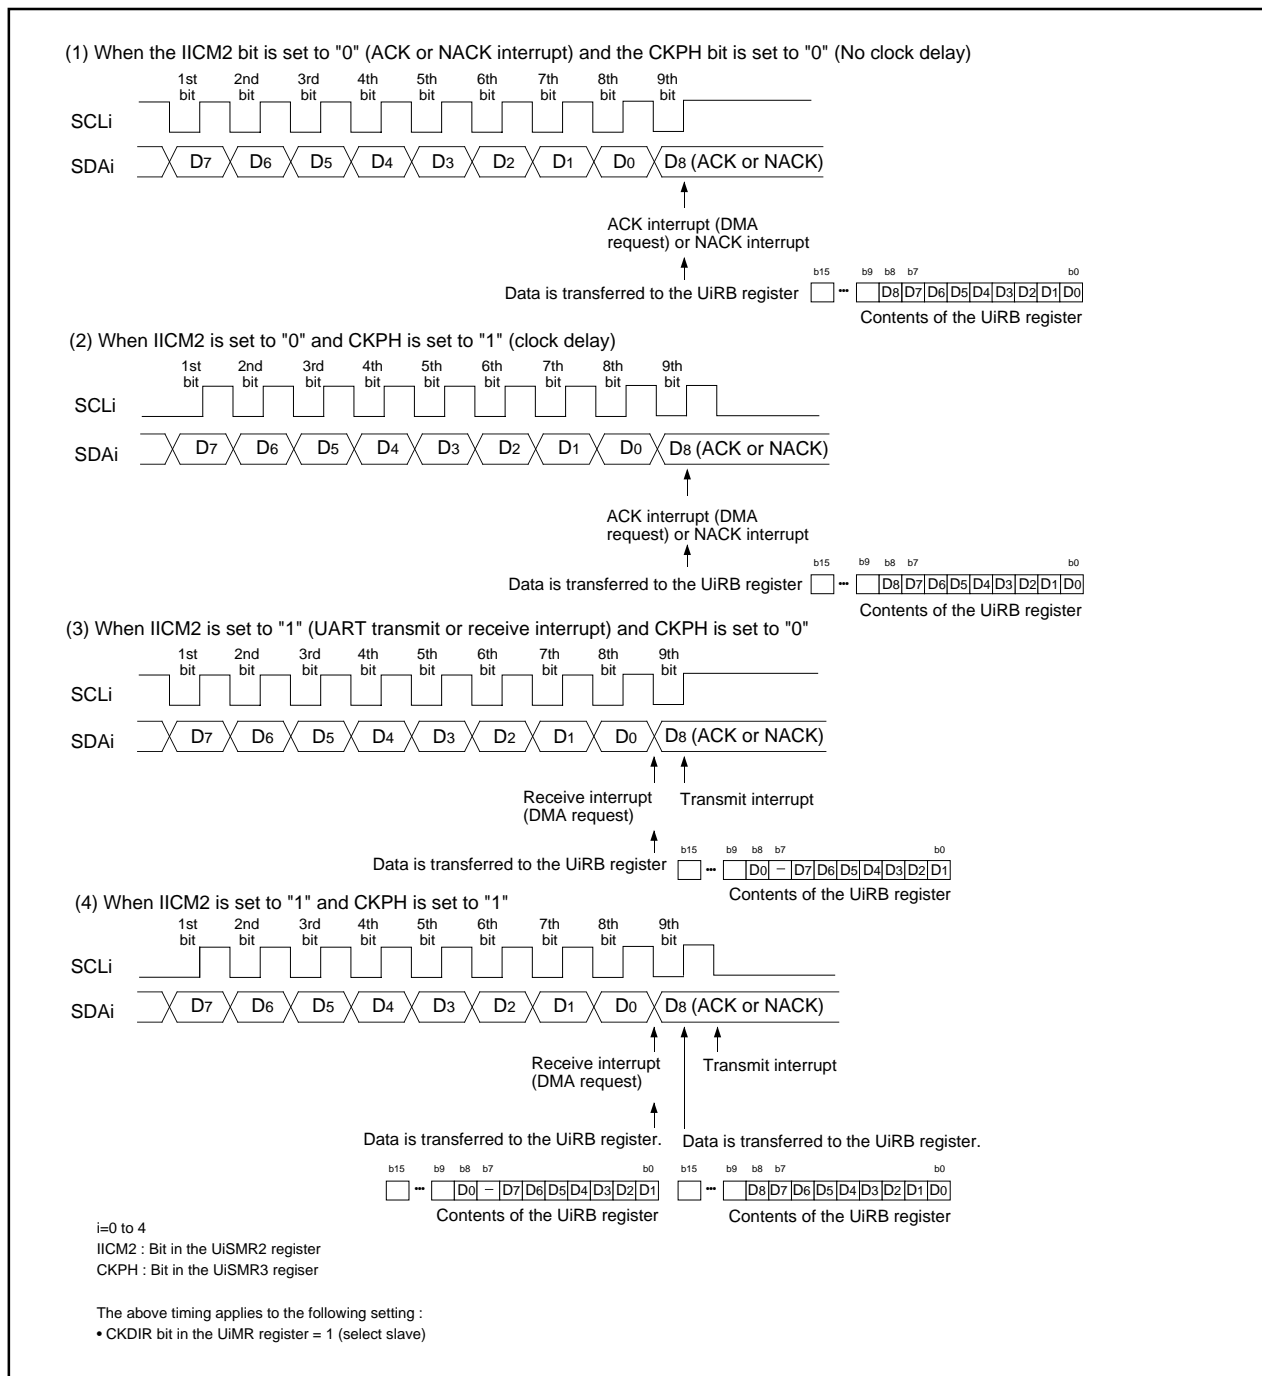 (1) When the IICM2 bit is set to "0" (ACK or NACK interrupt) and the CKPH bit is set to "0" (No clock delay)
1st bit 2nd bit 3rd bit 4th bit 5th bit 6th bit 7th bit 8th bit 9th bit
SCLi
SDAi D7 D6 D5 D4 D3 D2 D1 D0 D8 (ACK or NACK)
ACK interrupt (DMA
request) or NACK interrupt
b15 b9 b8 b7 b0
Data is transferred to the UiRB register ••• D8 D7 D6 D5 D4 D3 D2 D1 D0
Contents of the UiRB register
(2) When IICM2 is set to "0" and CKPH is set to "1" (clock delay)
1st bit 2nd bit 3rd bit 4th bit 5th bit 6th bit 7th bit 8th bit 9th bit
SCLi
SDAi D7 D6 D5 D4 D3 D2 D1 D0 D8 (ACK or NACK)
ACK interrupt (DMA
request) or NACK interrupt
b15 b9 b8 b7 b0
Data is transferred to the UiRB register ••• D8 D7 D6 D5 D4 D3 D2 D1 D0
Contents of the UiRB register
(3) When IICM2 is set to "1" (UART transmit or receive interrupt) and CKPH is set to "0"
1st bit 2nd bit 3rd bit 4th bit 5th bit 6th bit 7th bit 8th bit 9th bit
SCLi
SDAi D7 D6 D5 D4 D3 D2 D1 D0 D8 (ACK or NACK)
Receive interrupt Transmit interrupt
(DMA request)
b15 b9 b8 b7 b0
Data is transferred to the UiRB register ••• D0 – D7 D6 D5 D4 D3 D2 D1
Contents of the UiRB register
(4) When IICM2 is set to "1" and CKPH is set to "1"
1st bit 2nd bit 3rd bit 4th bit 5th bit 6th bit 7th bit 8th bit 9th bit
SCLi
SDAi D7 D6 D5 D4 D3 D2 D1 D0 D8 (ACK or NACK)
Receive interrupt Transmit interrupt
(DMA request)
Data is transferred to the UiRB register. Data is transferred to the UiRB register.
b15 b9 b8 b7 b0 b15 b9 b8 b7 b0
••• D0 – D7 D6 D5 D4 D3 D2 D1 ••• D8 D7 D6 D5 D4 D3 D2 D1 D0
Contents of the UiRB register Contents of the UiRB register
i=0 to 4
IICM2 : Bit in the UiSMR2 register
CKPH : Bit in the UiSMR3 regiser
The above timing applies to the following setting :
• CKDIR bit in the UiMR register = 1 (select slave)